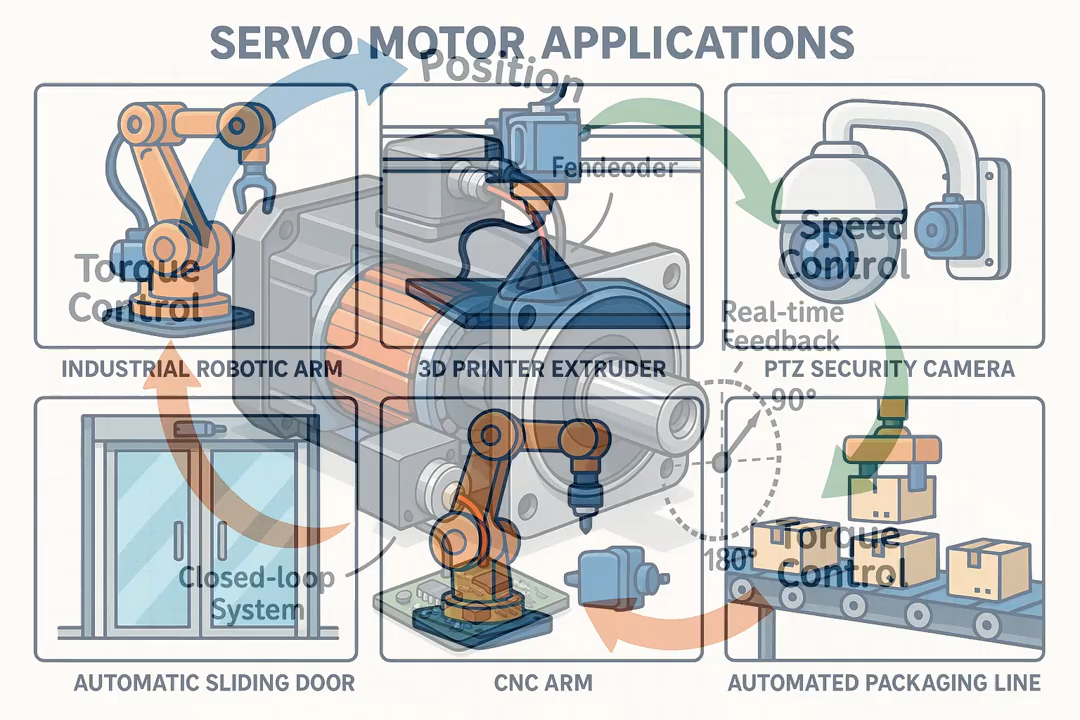 SERVO MOTOR APPLICATIONS
Position
Fendeoder
Speed
Control
Torque
Control
Real-time
Feedback
INDUSTRIAL ROBOTIC ARM
3D PRINTER EXTRUDER
PTZ SECURITY CAMERA
90°
180°
Torque
Control
Closed-loop
System
AUTOMATIC SLIDING DOOR
CNC ARM
AUTOMATED PACKAGING LINE